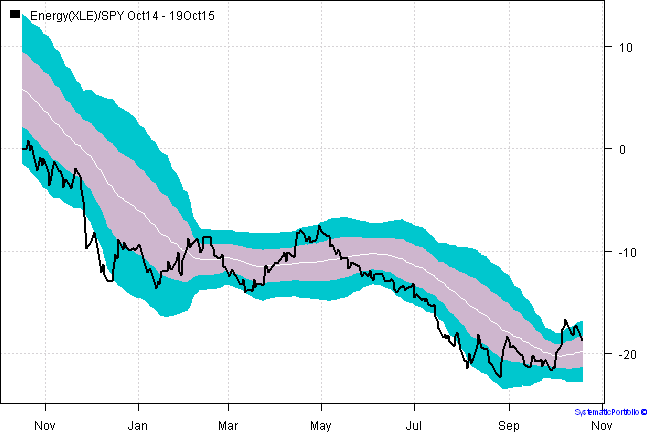 Energy(XLE)/SPY Oct14 - 19Oct15
10
0
-10
-20
SystematicPortfolio ©
Nov Jan Mar May Jul Sep Nov